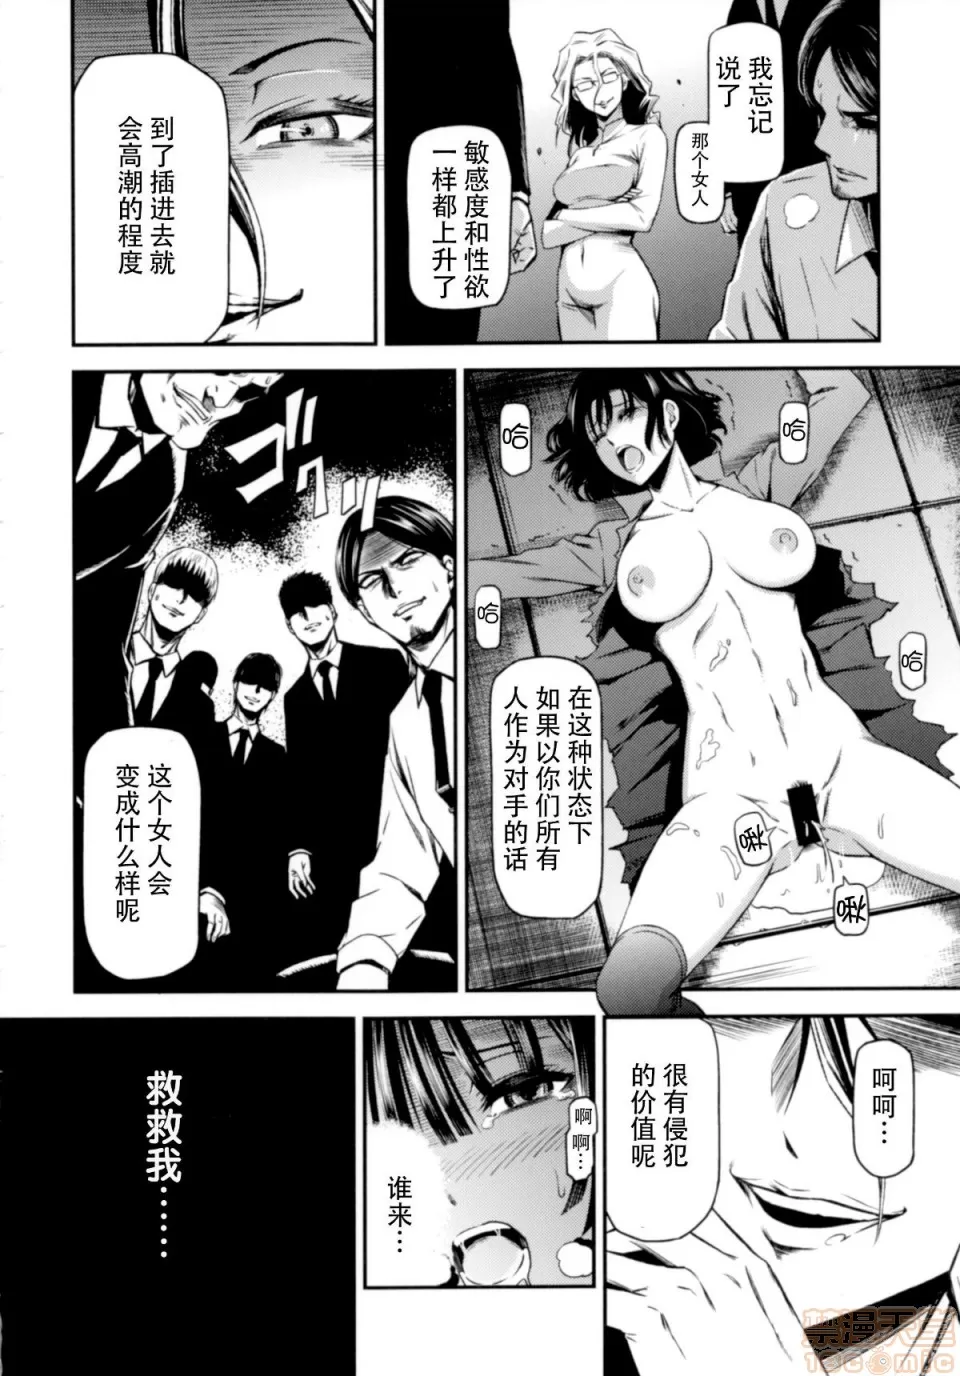 我忘记
说了
那个女人
敏感度和性欲
一样都上升了
到了插进去就
会高潮的程度
哈
哈
哈
哈
在这种状态下
如果以你们所有
人作为对手的话
啾
啾
啾
ゴクッ
这个女人会
变成什么样呢
呵
呵…
很有侵犯
的价值呢
啊
啊…
谁来…
救救我……
禁漫天堂
18COMIC